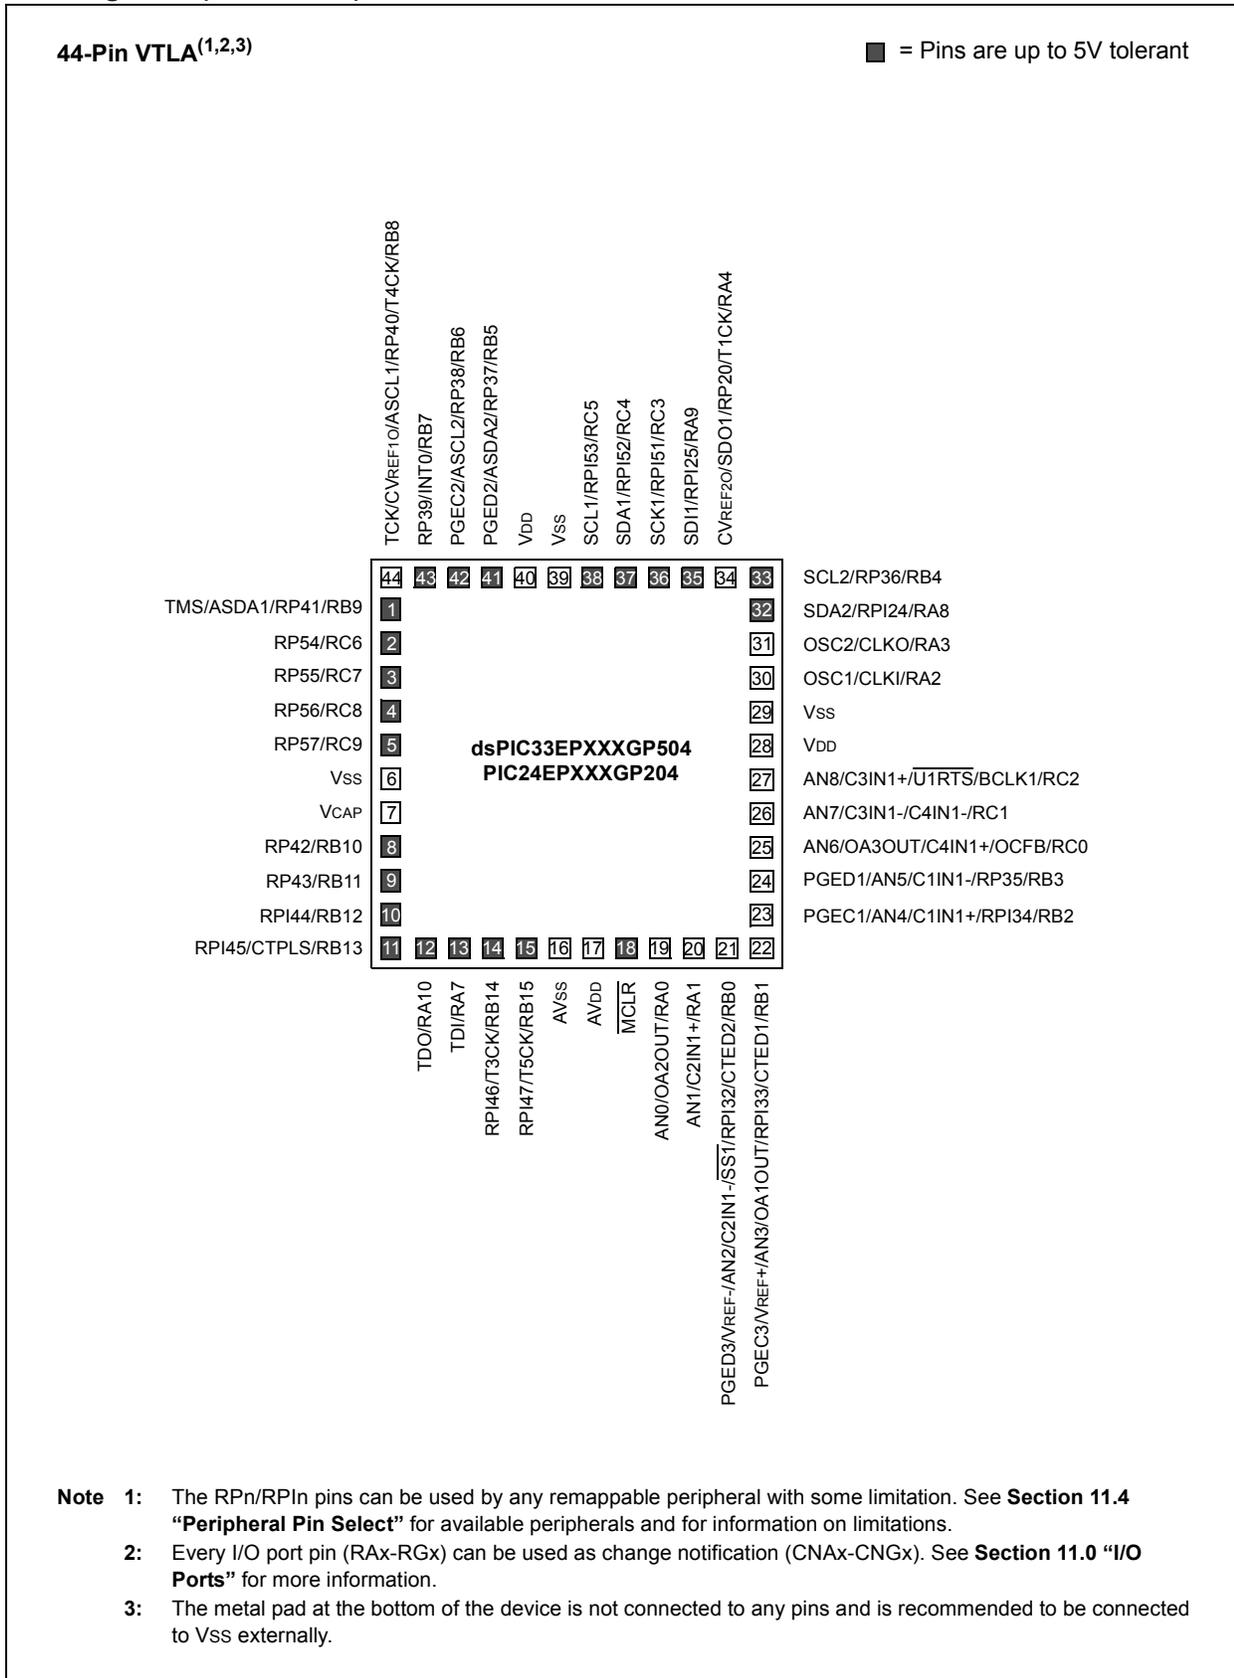 44-Pin VTLA(1,2,3)
= Pins are up to 5V tolerant
TCK/CVREF1O/ASCL1/RP40/T4CK/RB8
RP39/INT0/RB7
PGEC2/ASCL2/RP38/RB6
PGED2/ASDA2/RP37/RB5
VDD
VSS
SCL1/RPI53/RC5
SDA1/RPI52/RC4
SCK1/RPI51/RC3
SDI1/RPI25/RA9
CVREF2O/SDO1/RP20/T1CK/RA4
44 43 42 41 40 39 38 37 36 35 34 33 SCL2/RP36/RB4
TMS/ASDA1/RP41/RB9 1 32 SDA2/RPI24/RA8
RP54/RC6 2 31 OSC2/CLKO/RA3
RP55/RC7 3 30 OSC1/CLKI/RA2
RP56/RC8 4 29 VSS
RP57/RC9 5 28 VDD
dsPIC33EPXXXGP504
PIC24EPXXXGP204
VSS 6 27 AN8/C3IN1+/U1RTS/BCLK1/RC2
VCAP 7 26 AN7/C3IN1-/C4IN1-/RC1
RP42/RB10 8 25 AN6/OA3OUT/C4IN1+/OCFB/RC0
RP43/RB11 9 24 PGED1/AN5/C1IN1-/RP35/RB3
RPI44/RB12 10 23 PGEC1/AN4/C1IN1+/RPI34/RB2
RPI45/CTPLS/RB13 11 12 13 14 15 16 17 18 19 20 21 22
TDO/RA10
TDI/RA7
RPI46/T3CK/RB14
RPI47/T5CK/RB15
AVSS
AVDD
MCLR
AN0/OA2OUT/RA0
AN1/C2IN1+/RA1
PGED3/VREF-/AN2/C2IN1-/SS1/RPI32/CTED2/RB0
PGEC3/VREF+/AN3/OA1OUT/RPI33/CTED1/RB1
Note 1: The RPn/RPIn pins can be used by any remappable peripheral with some limitation. See Section 11.4
“Peripheral Pin Select” for available peripherals and for information on limitations.
2: Every I/O port pin (RAx-RGx) can be used as change notification (CNAx-CNGx). See Section 11.0 “I/O
Ports” for more information.
3: The metal pad at the bottom of the device is not connected to any pins and is recommended to be connected
to VSS externally.